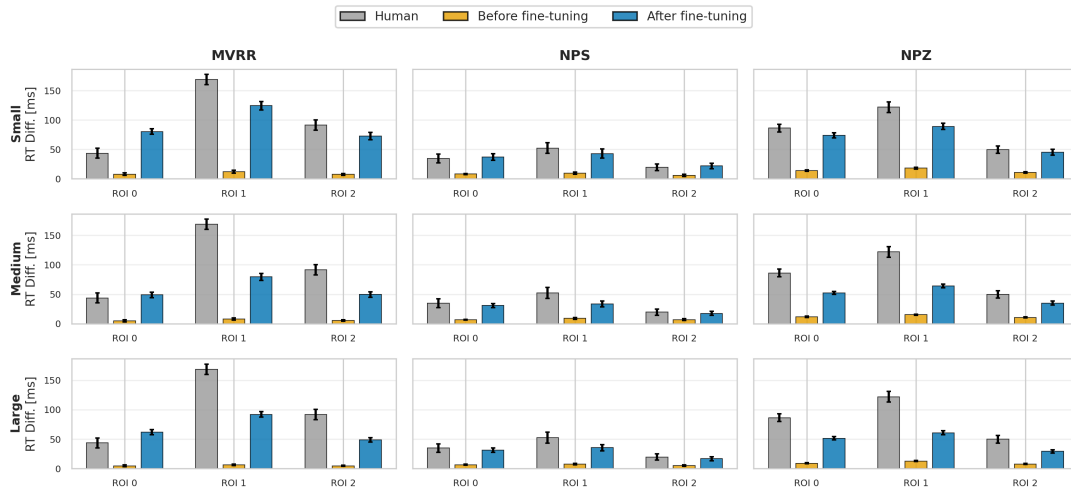 Human Before fine-tuning After fine-tuning
MVRR NPS NPZ
Small
RT Diff. [ms]
150
100
50
0
ROI 0 ROI 1 ROI 2 ROI 0 ROI 1 ROI 2 ROI 0 ROI 1 ROI 2
Medium
RT Diff. [ms]
150
100
50
0
ROI 0 ROI 1 ROI 2 ROI 0 ROI 1 ROI 2 ROI 0 ROI 1 ROI 2
Large
RT Diff. [ms]
150
100
50
0
ROI 0 ROI 1 ROI 2 ROI 0 ROI 1 ROI 2 ROI 0 ROI 1 ROI 2